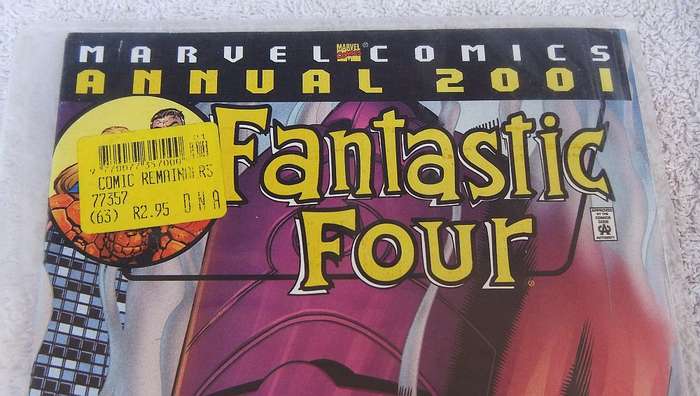 MARVEL MARVEL COMICS COMICS
ANNUAL 2001
Fantastic
Four
COMIC REMAINDERS
77357
(63) R2.95 DNA
APPROVED
BY THE
COMICS
CODE
AUTHORITY